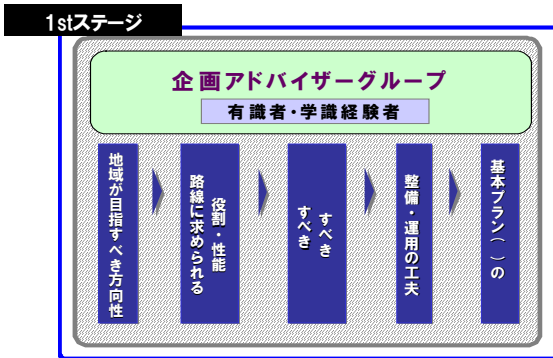 1stステージ
企画アドバイザーグループ
有識者・学識経験者
地域が目指すべき方向性
路線に求められる
役割・性能
すべき
すべき
整備・運用の工夫
基本プラン（　）の